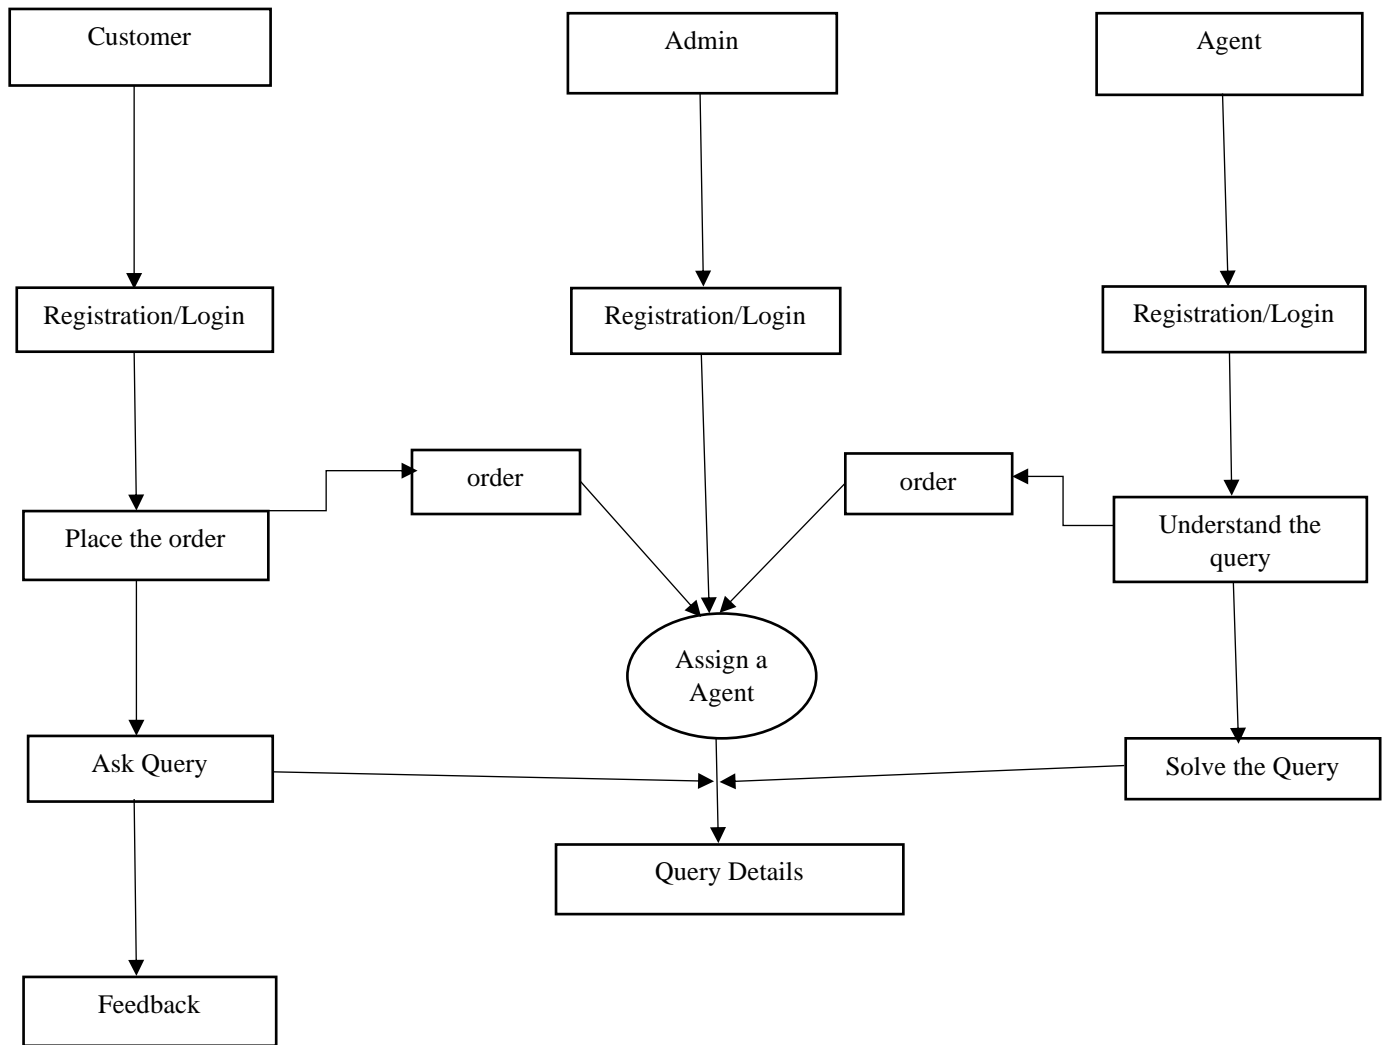 Customer
Admin
Agent
Registration/Login
Registration/Login
Registration/Login
order
order
Place the order
Understand the
query
Assign a
Agent
Ask Query
Solve the Query
Query Details
Feedback